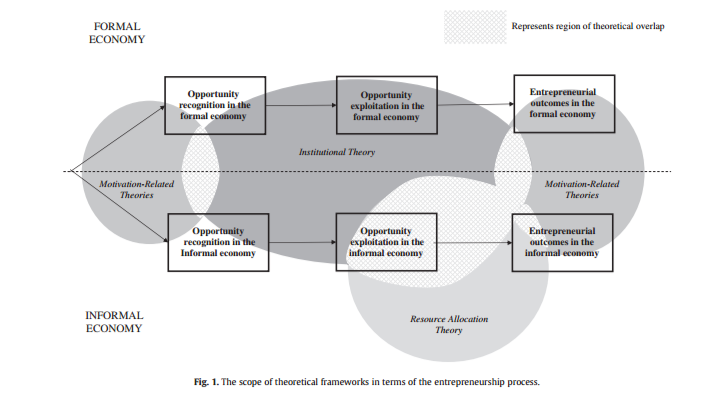 FORMAL
ECONOMY
Represents region of theoretical overlap
Opportunity
recognition in the
formal economy
Opportunity
exploitation in the
formal economy
Entrepreneurial
outcomes in the
formal economy
Institutional Theory
Motivation-Related
Theories
Motivation-Related
Theories
Opportunity
recognition in the
Informal economy
Opportunity
exploitation in the
informal economy
Entrepreneurial
outcomes in the
informal economy
INFORMAL
ECONOMY
Resource Allocation
Theory
Fig. 1. The scope of theoretical frameworks in terms of the entrepreneurship process.